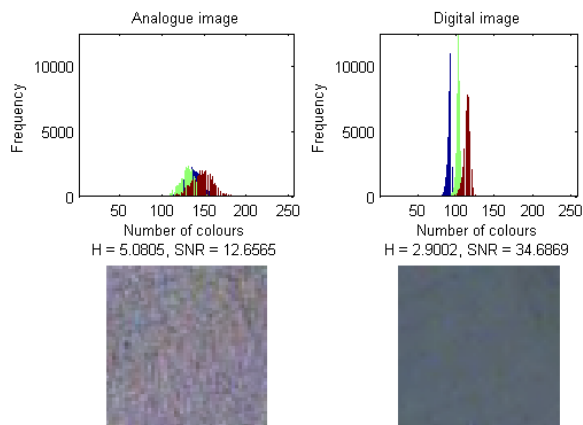 Analogue image
Frequency
10000
5000
0
50 100 150 200 250
Number of colours
H = 5.0805, SNR = 12.6565
Digital image
Frequency
10000
5000
0
50 100 150 200 250
Number of colours
H = 2.9002, SNR = 34.6869